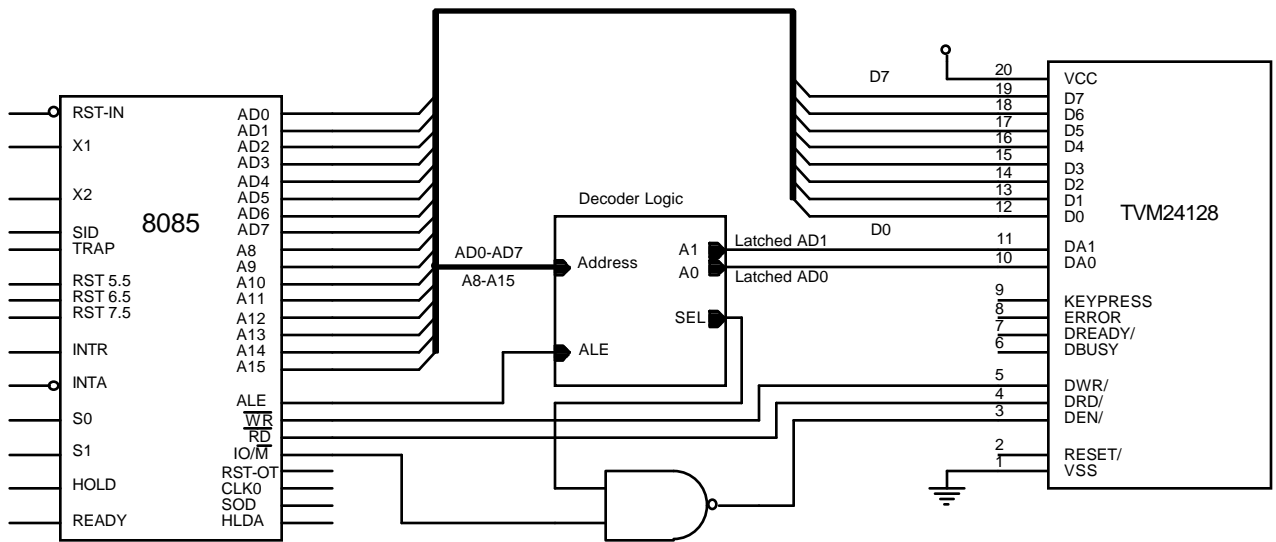 RST-IN
X1
X2
SID
TRAP
RST 5.5
RST 6.5
RST 7.5
INTR
INTA
S0
S1
HOLD
READY
8085
AD0
AD1
AD2
AD3
AD4
AD5
AD6
AD7
A8
A9
A10
A11
A12
A13
A14
A15
ALE
WR
RD
IO/M
RST-OT
CLK0
SOD
HLDA
AD0-AD7
A8-A15
Decoder Logic
Address
ALE
A1
A0
SEL
Latched AD1
Latched AD0
D7
D0
20
19
18
17
16
15
14
13
12
11
10
9
8
7
6
5
4
3
2
1
VCC
D7
D6
D5
D4
D3
D2
D1
D0
DA1
DA0
KEYPRESS
ERROR
DREADY/
DBUSY
DWR/
DRD/
DEN/
RESET/
VSS
TVM24128